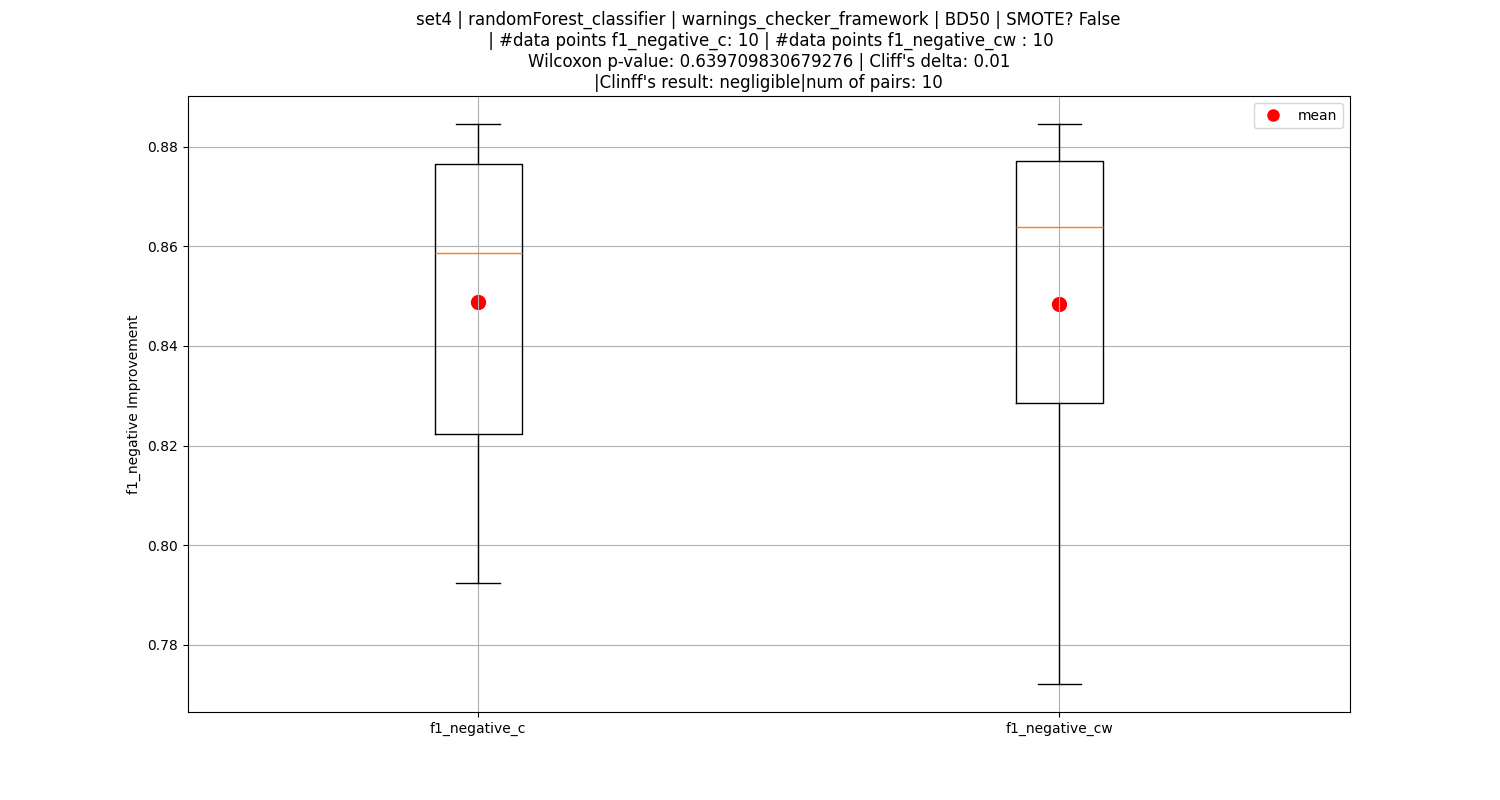 set4 | randomForest_classifier | warnings_checker_framework | BD50 | SMOTE? False
| #data points f1_negative_c: 10 | #data points f1_negative_cw : 10
Wilcoxon p-value: 0.639709830679276 | Cliff's delta: 0.01
|Clinff's result: negligible|num of pairs: 10
mean
0.88
0.86
0.84
0.82
0.80
0.78
f1_negative Improvement
f1_negative_c
f1_negative_cw